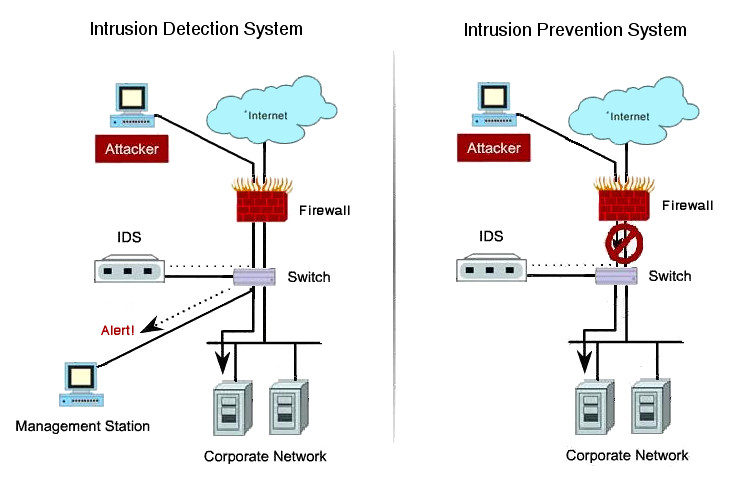 Intrusion Detection System
Internet
Attacker
Firewall
IDS
Switch
Alert!
Management Station
Corporate Network
Intrusion Prevention System
Internet
Attacker
Firewall
IDS
Switch
Corporate Network